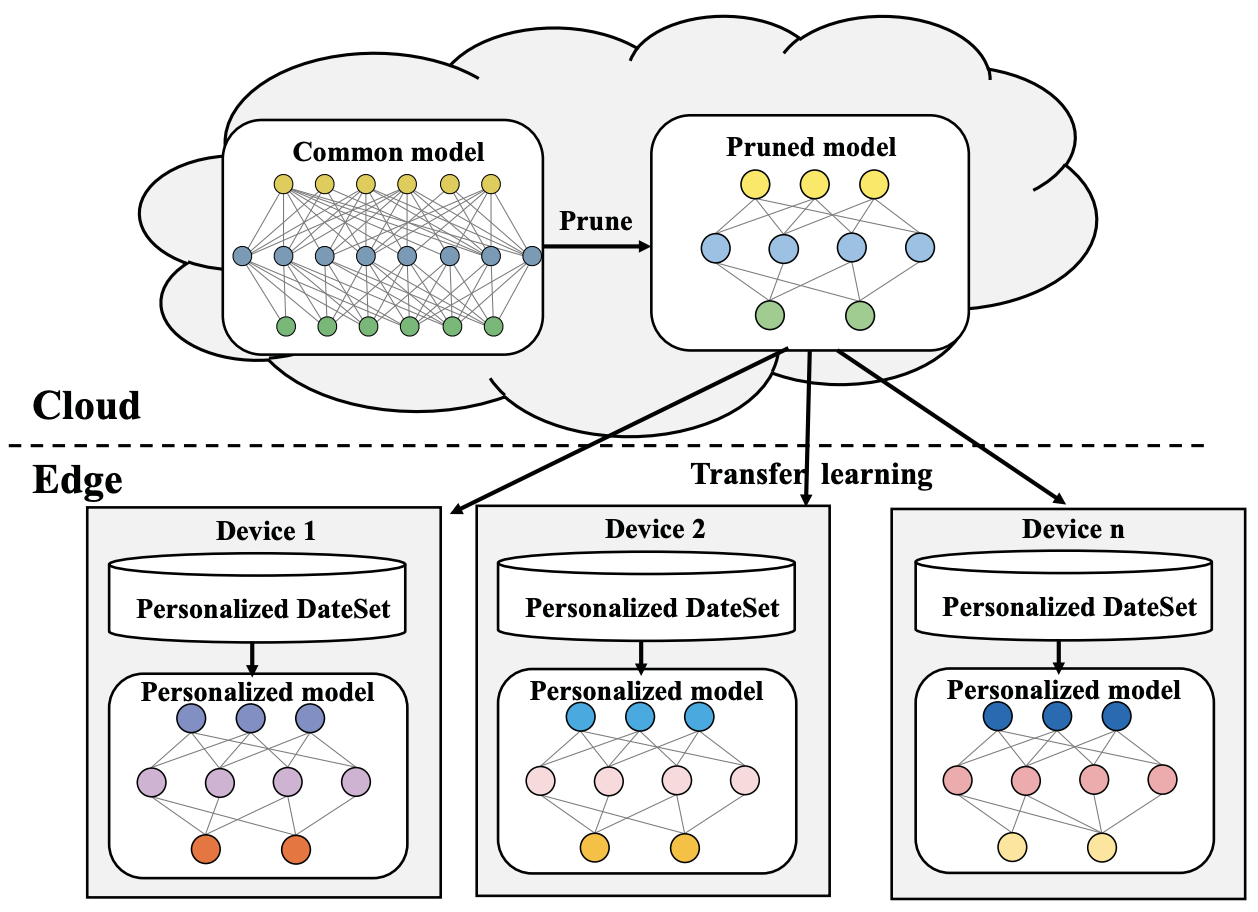 Common model
Pruned model
Prune
Cloud
Edge
Transfer learning
Device 1
Personalized DateSet
Personalized model
Device 2
Personalized DateSet
Personalized model
Device n
Personalized DateSet
Personalized model